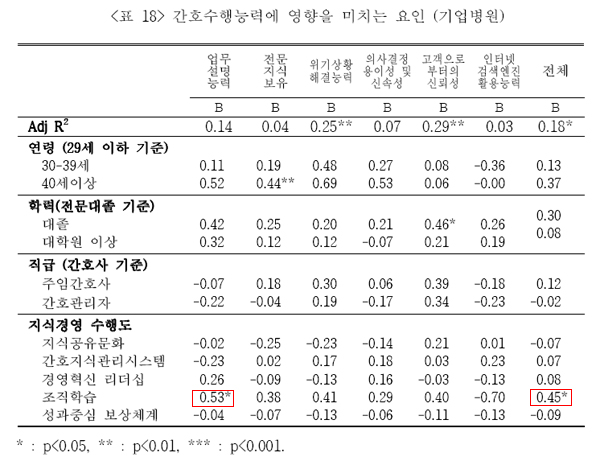 <표 18> 간호수행능력에 영향을 미치는 요인 (기업병원)
업무 설명 능력 전문 지식 보유 위기상황 해결능력 의사결정 용이성 및 신속성 고객으로 부터의 신뢰성 인터넷 검색엔진 활용능력 전체
B B B B B B B
Adj R² 0.14 0.04 0.25** 0.07 0.29** 0.03 0.18*
연령 (29세 이하 기준)
30-39세 0.11 0.19 0.48 0.27 0.08 -0.36 0.13
40세이상 0.52 0.44** 0.69 0.53 0.06 -0.00 0.37
학력(전문대졸 기준)
대졸 0.42 0.25 0.20 0.21 0.46* 0.26 0.30
대학원 이상 0.32 0.12 0.12 -0.07 0.21 0.19 0.08
직급 (간호사 기준)
주임간호사 -0.07 0.18 0.30 0.06 0.39 -0.18 0.12
간호관리자 -0.22 -0.04 0.19 -0.17 0.34 -0.23 -0.02
지식경영 수행도
지식공유문화 -0.02 -0.25 -0.23 -0.14 0.21 0.01 -0.07
간호지식관리시스템 -0.23 0.02 0.17 0.18 0.03 0.23 0.07
경영혁신 리더십 0.26 -0.09 -0.13 0.16 -0.03 -0.13 0.08
조직학습 0.53* 0.38 0.41 0.29 0.40 -0.70 0.45*
성과중심 보상체계 -0.04 -0.07 -0.13 -0.06 -0.11 -0.13 -0.09
* : p<0.05, ** : p<0.01, *** : p<0.001.